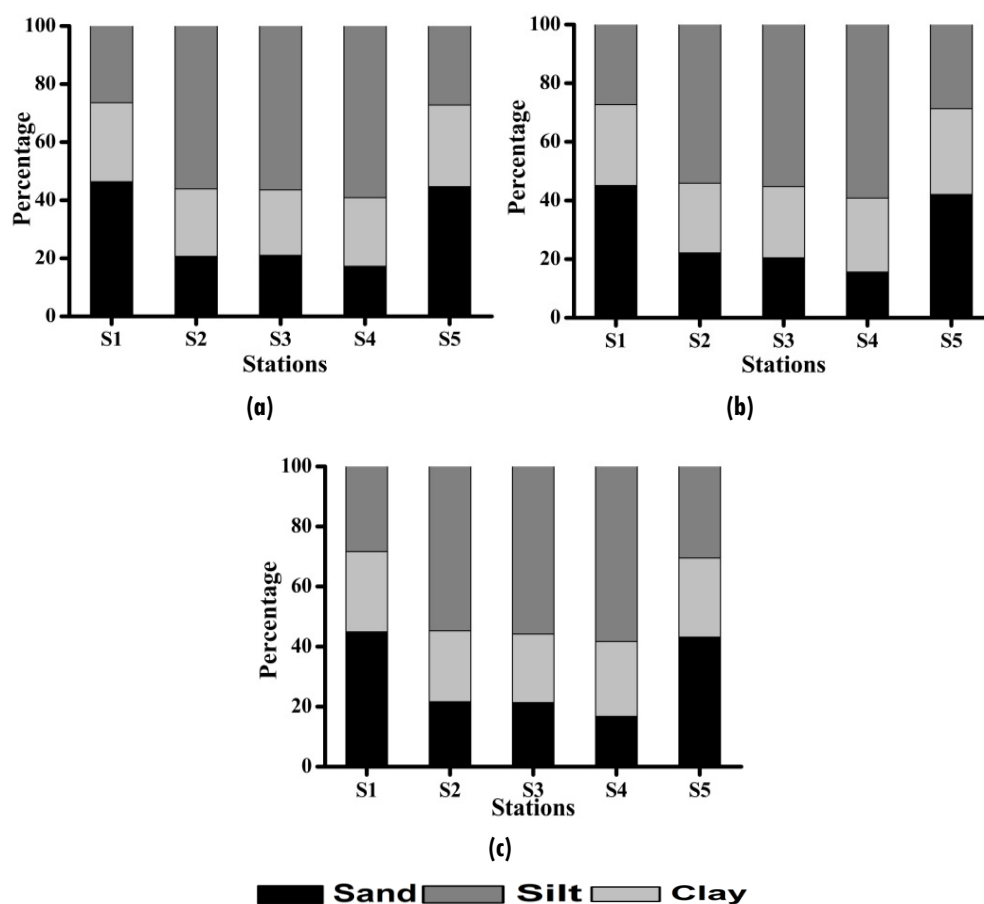 100
80
60
40
20
0
Percentage
S1 S2 S3 S4 S5
Stations
(a)
100
80
60
40
20
0
Percentage
S1 S2 S3 S4 S5
Stations
(b)
100
80
60
40
20
0
Percentage
S1 S2 S3 S4 S5
Stations
(c)
Sand Silt Clay